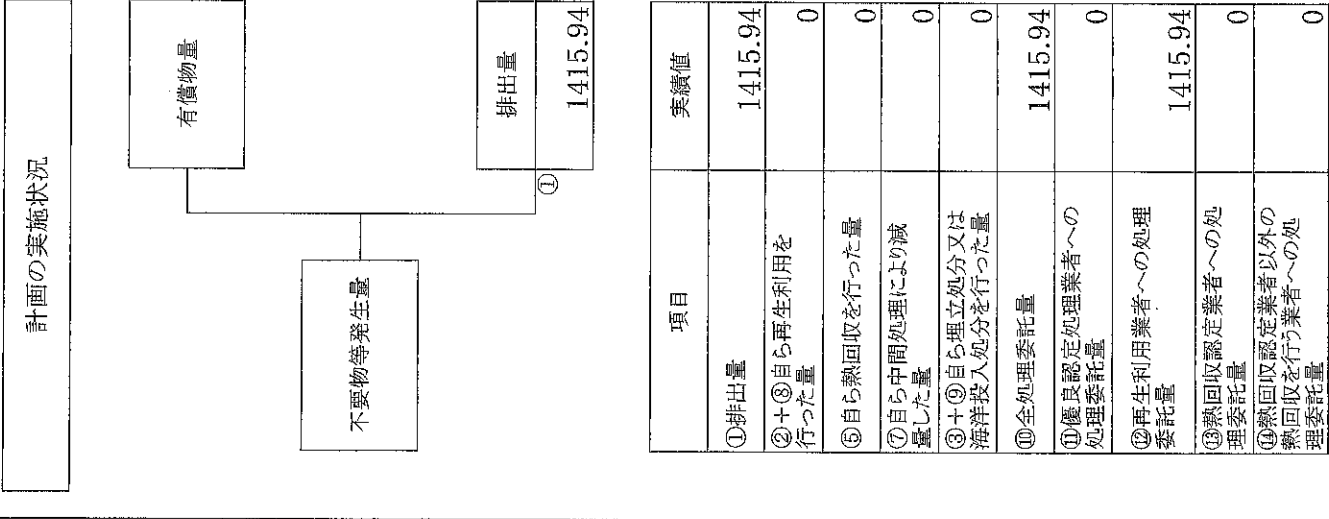 計画の実施状況
有償物量
不要物等発生量
排出量
①
1415.94
項目
実績値
①排出量
1415.94
②+⑧自ら再生利用を
行った量
0
⑤自ら熱回収を行った量
0
⑦自ら中間処理により減
量した量
0
③+⑨自ら埋立処分又は
海洋投入処分を行った量
0
⑩全処理委託量
1415.94
⑪優良認定処理業者への
処理委託量
0
⑫再生利用業者への処理
委託量
1415.94
⑬熱回収認定業者への処
理委託量
0
⑭熱回収認定業者以外の
熱回収を行う業者への処
理委託量
0